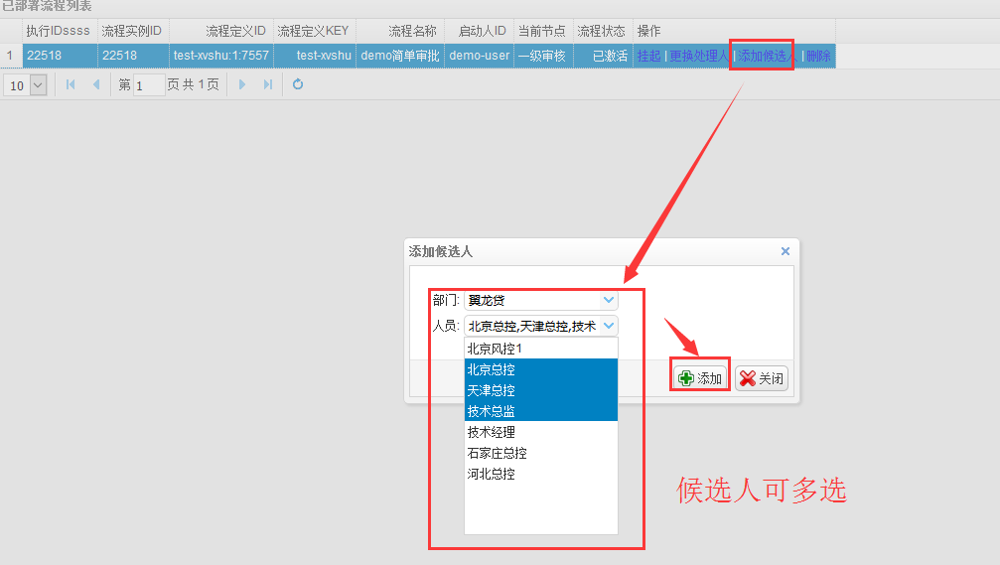 已部署流程列表
执行IDssss 流程实例ID 流程定义ID 流程定义KEY 流程名称 启动人ID 当前节点 流程状态 操作
1 22518 22518 test-xvshu:1:7557 test-xvshu demo简单审批 demo-user 一级审核 已激活 挂起 | 更换处理人 | 添加候选人 | 删除
10 第 1 页 共 1 页
添加候选人
部门: 翼龙贷
人员: 北京总控,天津总控,技术
北京风控1
北京总控
天津总控
技术总监
技术经理
石家庄总控
河北总控
添加 关闭
候选人可多选